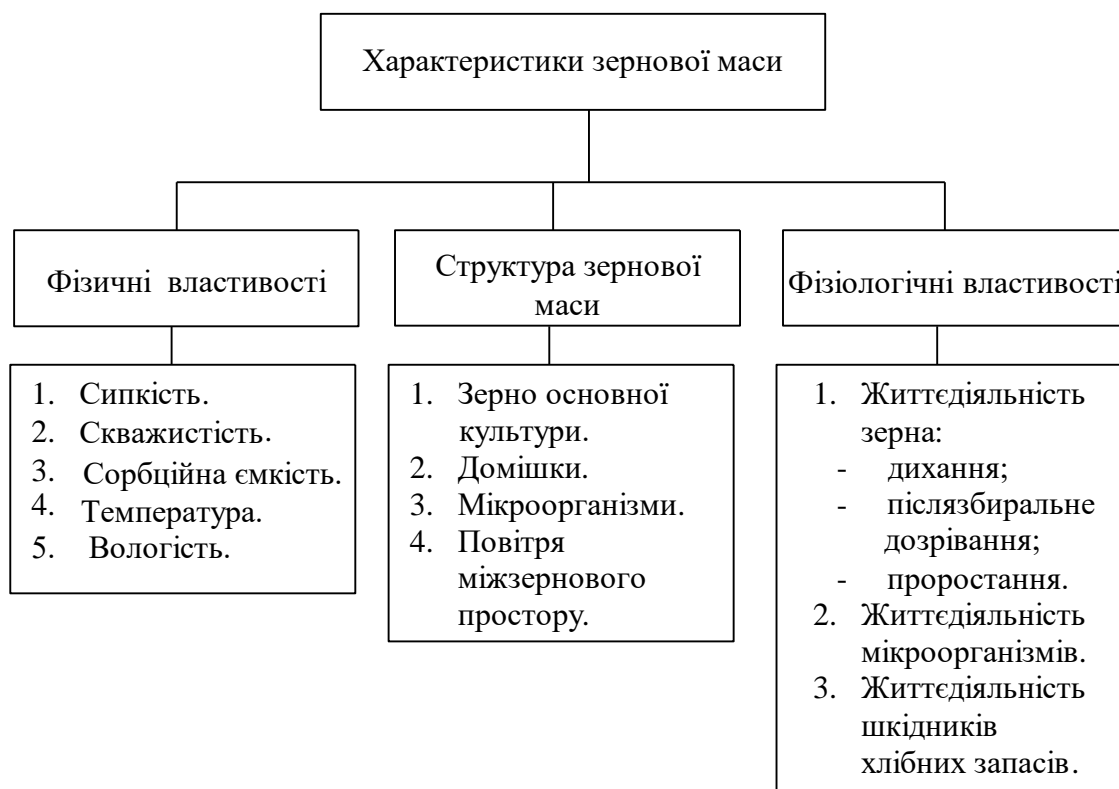 Характеристики зернової маси
Фізичні властивості
Структура зернової
маси
Фізіологічні властивості
1. Сипкість.
2. Скважистість.
3. Сорбційна ємкість.
4. Температура.
5. Вологість.
1. Зерно основної
культури.
2. Домішки.
3. Мікроорганізми.
4. Повітря
міжзернового
простору.
1. Життєдіяльність
зерна:
- дихання;
- післязбиральне
дозрівання;
- проростання.
2. Життєдіяльність
мікроорганізмів.
3. Життєдіяльність
шкідників
хлібних запасів.